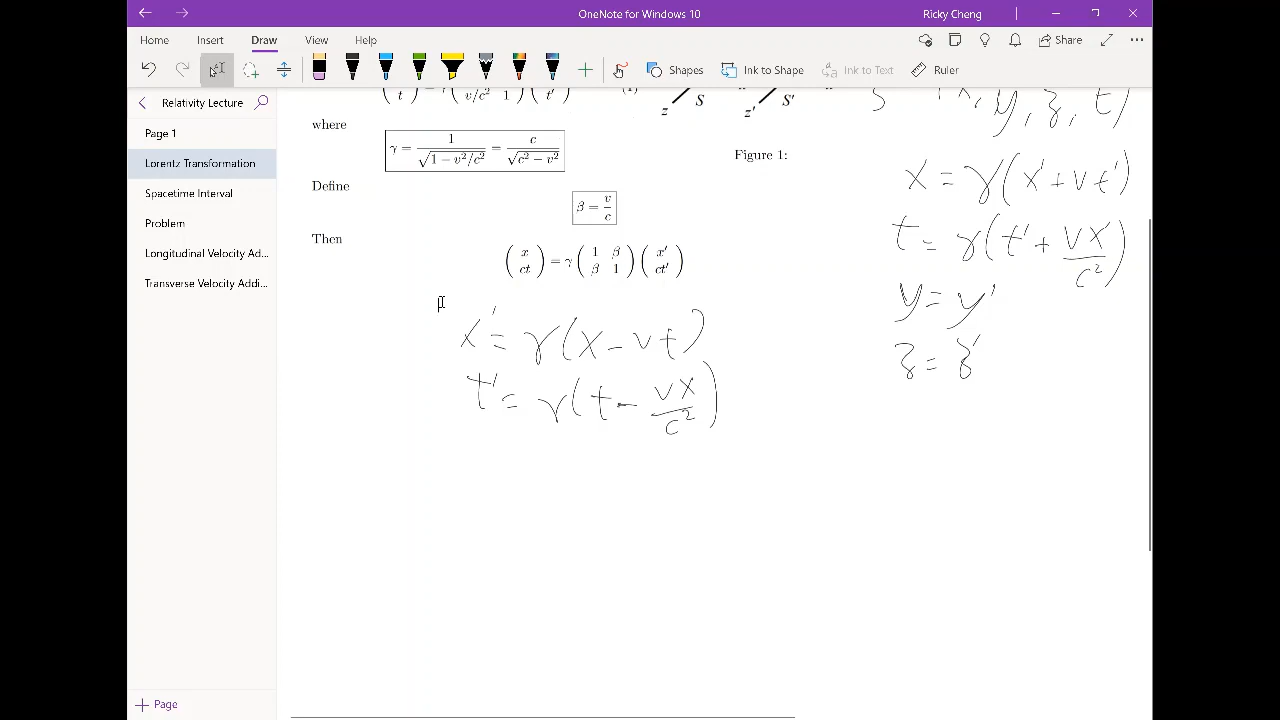 OneNote for Windows 10
Ricky Cheng
Home Insert Draw View Help
Share
Shapes Ink to Shape Ink to Text Ruler
Relativity Lecture
Page 1
Lorentz Transformation
Spacetime Interval
Problem
Longitudinal Velocity Ad...
Transverse Velocity Addi...
Page
t v/c² 1 t'
z S z' S'
Figure 1:
where
γ = 1/√(1 − v²/c²) = c/√(c² − v²)
Define
β = v/c
Then
(x ct) = γ (1 β β 1) (x' ct')
x' = γ(x − vt)
t' = γ(t − vx/c²)
x, y, z, t)
x = γ(x' + vt')
t = γ(t' + vx/c²)
y = y'
z = z'